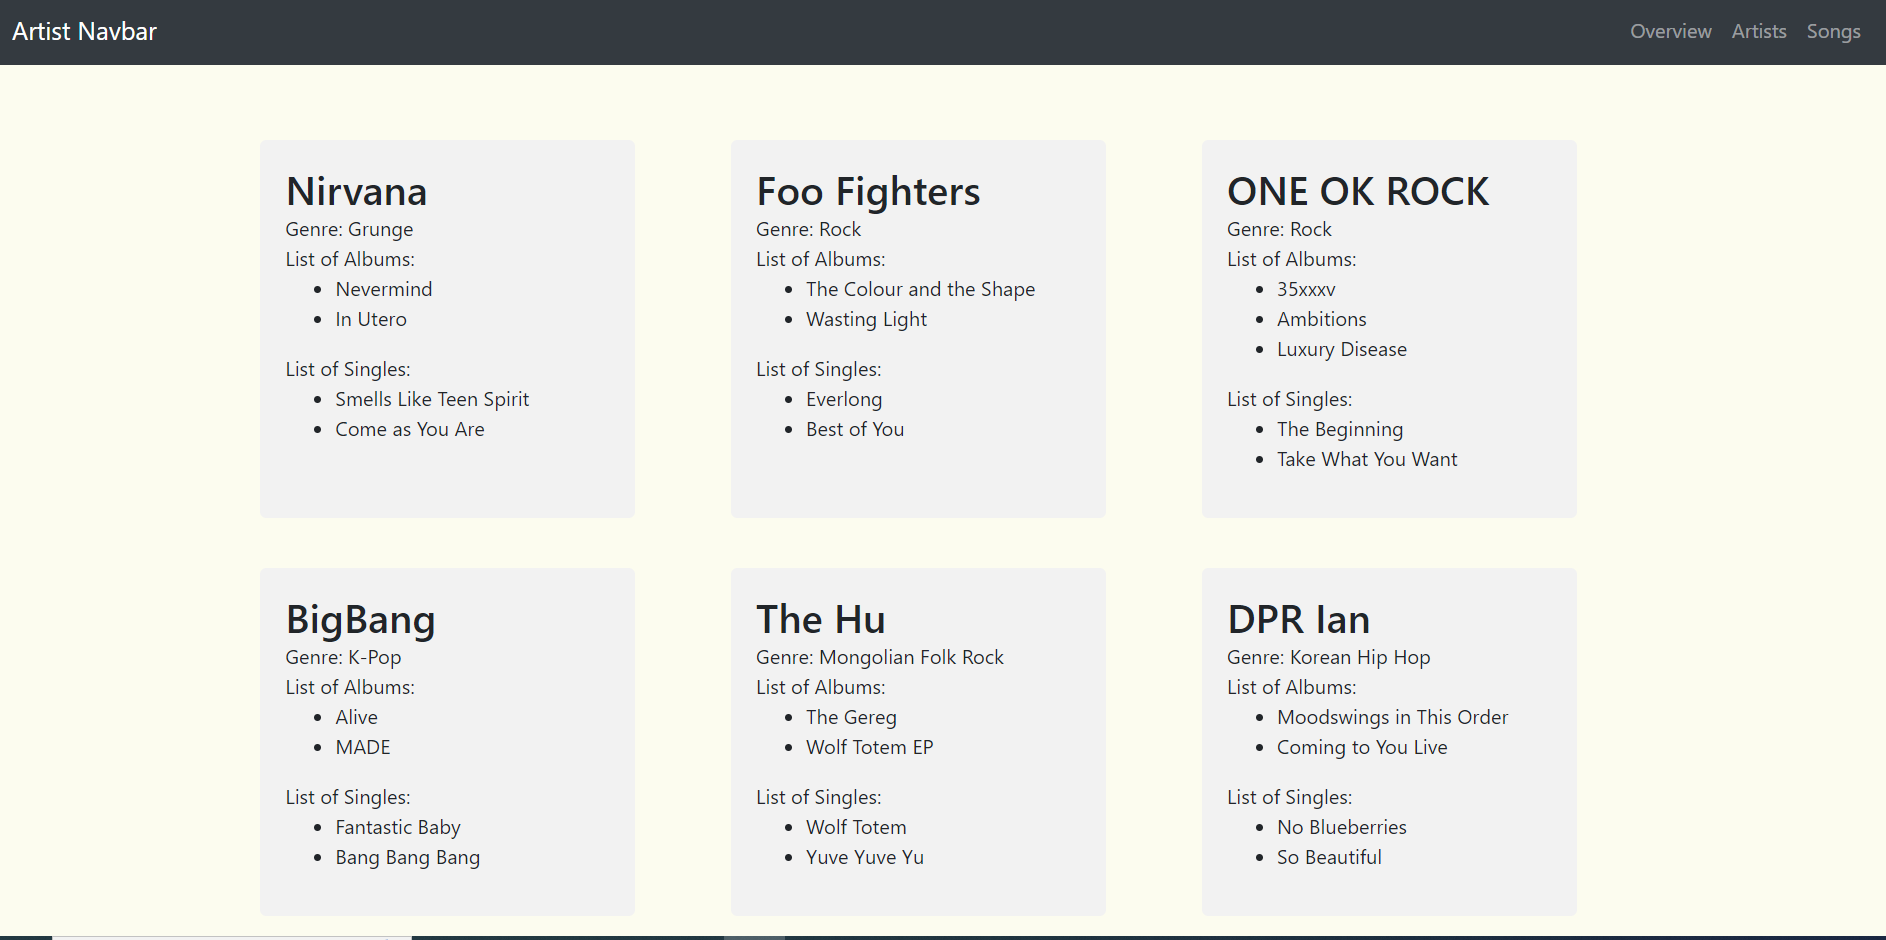 Artist Navbar
Overview Artists Songs
Nirvana
Genre: Grunge
List of Albums:
• Nevermind
• In Utero
List of Singles:
• Smells Like Teen Spirit
• Come as You Are
Foo Fighters
Genre: Rock
List of Albums:
• The Colour and the Shape
• Wasting Light
List of Singles:
• Everlong
• Best of You
ONE OK ROCK
Genre: Rock
List of Albums:
• 35xxxv
• Ambitions
• Luxury Disease
List of Singles:
• The Beginning
• Take What You Want
BigBang
Genre: K-Pop
List of Albums:
• Alive
• MADE
List of Singles:
• Fantastic Baby
• Bang Bang Bang
The Hu
Genre: Mongolian Folk Rock
List of Albums:
• The Gereg
• Wolf Totem EP
List of Singles:
• Wolf Totem
• Yuve Yuve Yu
DPR Ian
Genre: Korean Hip Hop
List of Albums:
• Moodswings in This Order
• Coming to You Live
List of Singles:
• No Blueberries
• So Beautiful